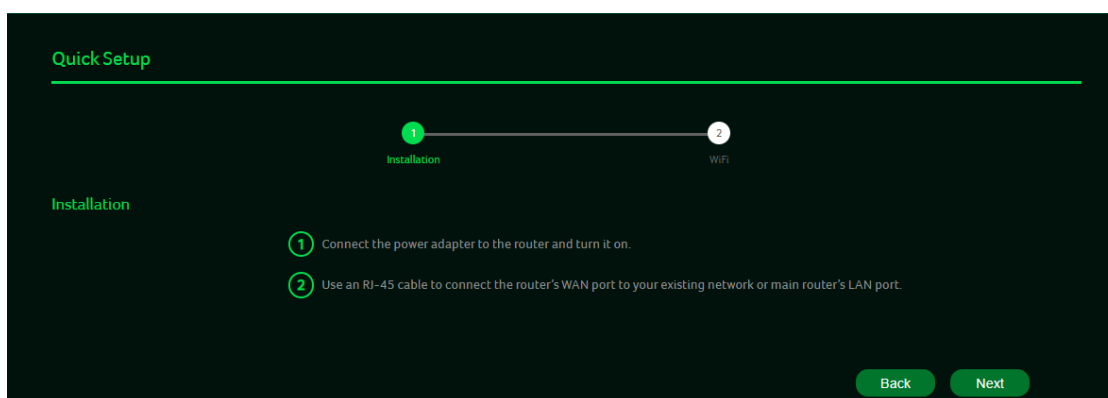 Quick Setup
1
2
Installation
WiFi
Installation
1 Connect the power adapter to the router and turn it on.
2 Use an RJ-45 cable to connect the router's WAN port to your existing network or main router's LAN port.
Back
Next